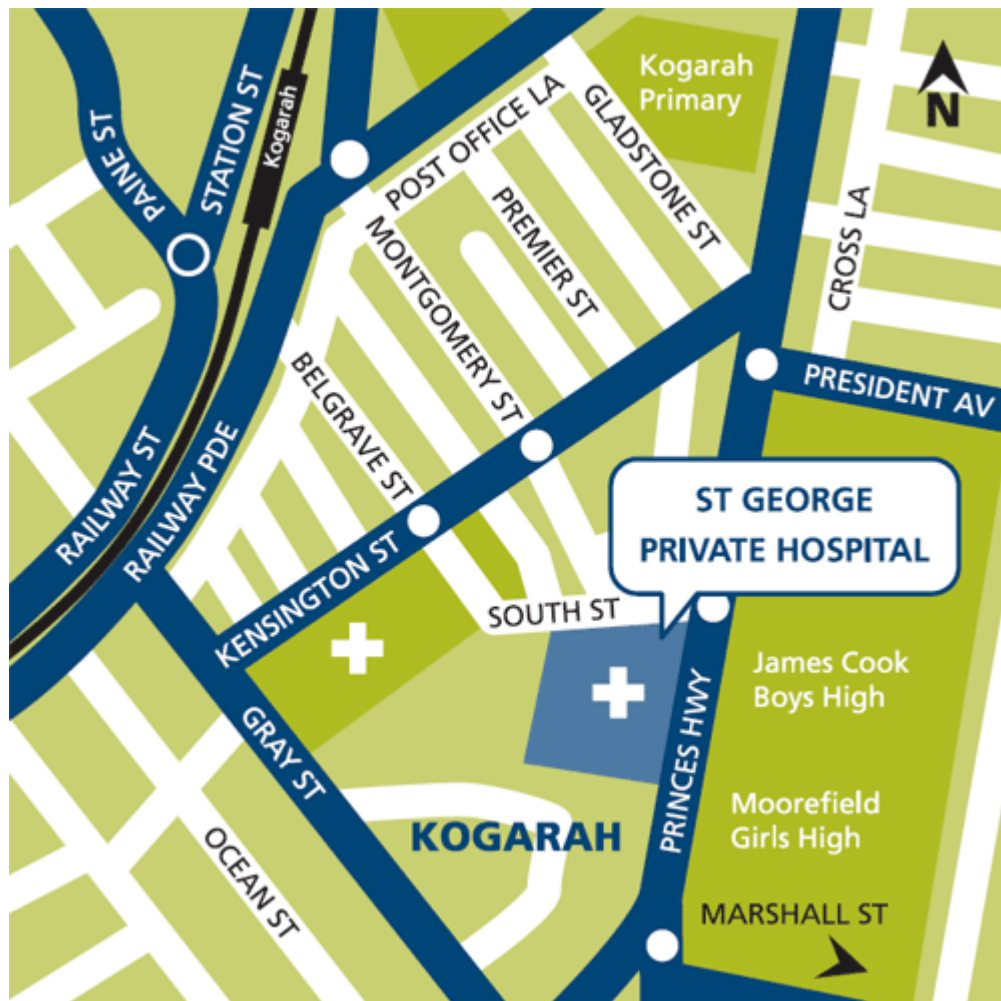 Kogarah
Primary
N
PAINE ST
STATION ST
Kogarah
POST OFFICE LA
GLADSTONE ST
PREMIER ST
MONTGOMERY ST
CROSS LA
BELGRAVE ST
PRESIDENT AV
RAILWAY ST
RAILWAY PDE
KENSINGTON ST
ST GEORGE
PRIVATE HOSPITAL
SOUTH ST
James Cook
Boys High
PRINCES HWY
GRAY ST
Moorefield
Girls High
KOGARAH
OCEAN ST
MARSHALL ST